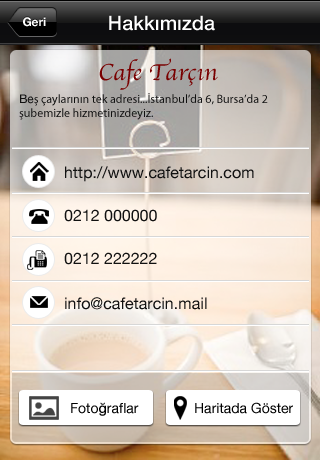 Geri
Hakkımızda
Cafe Tarçın
Beş çaylarının tek adresi...İstanbul'da 6, Bursa'da 2
şubemizle hizmetinizdeyiz.
http://www.cafetarcin.com
0212 000000
0212 222222
info@cafetarcin.mail
Fotoğraflar
Haritada Göster